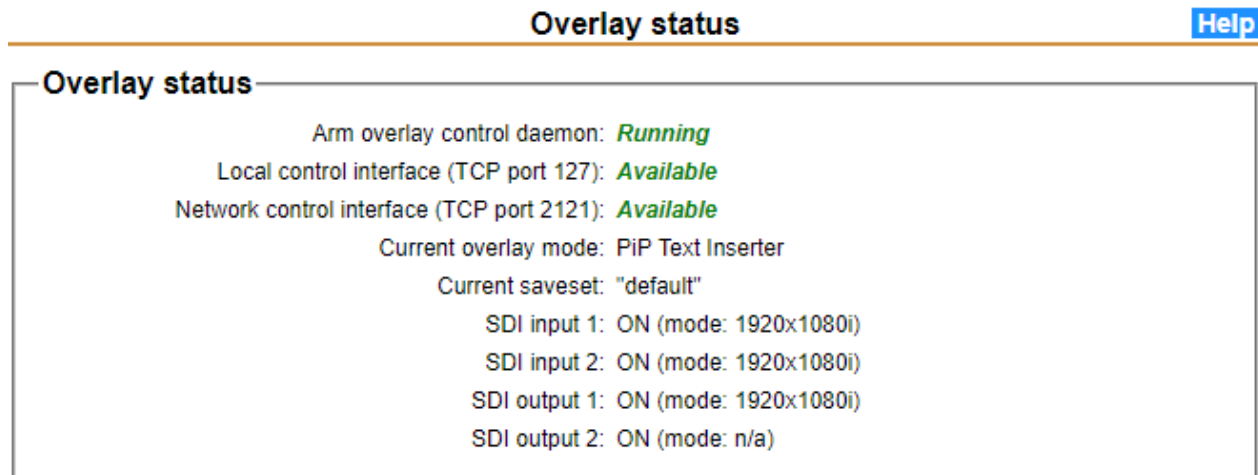 Overlay status
Help
Overlay status
Arm overlay control daemon: Running
Local control interface (TCP port 127): Available
Network control interface (TCP port 2121): Available
Current overlay mode: PiP Text Inserter
Current saveset: "default"
SDI input 1: ON (mode: 1920x1080i)
SDI input 2: ON (mode: 1920x1080i)
SDI output 1: ON (mode: 1920x1080i)
SDI output 2: ON (mode: n/a)